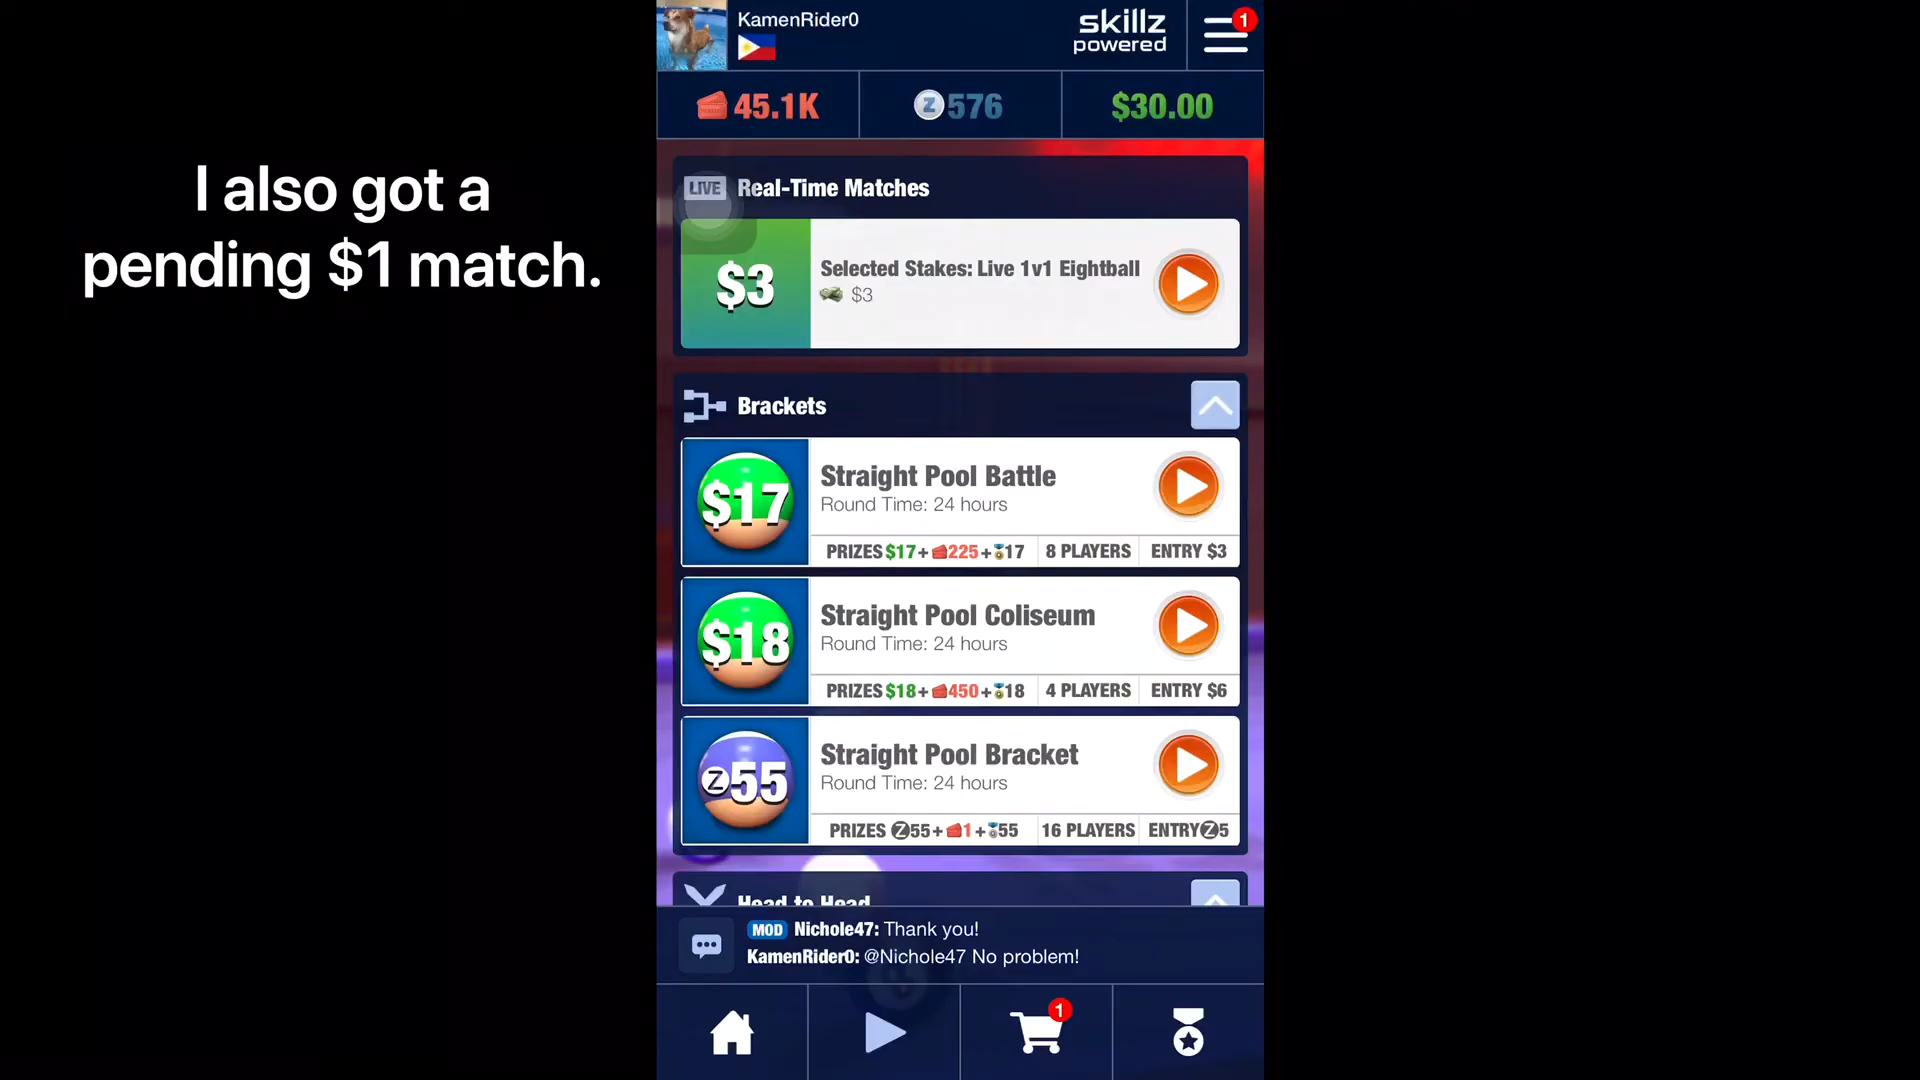 I also got a
pending $1 match.
KamenRider0
skillz
powered
1
45.1K
Z 576
$30.00
LIVE Real-Time Matches
$3
Selected Stakes: Live 1v1 Eightball
$3
Brackets
$17
Straight Pool Battle
Round Time: 24 hours
PRIZES $17+ 225 + 17 8 PLAYERS ENTRY $3
$18
Straight Pool Coliseum
Round Time: 24 hours
PRIZES $18+ 450 + 18 4 PLAYERS ENTRY $6
Z55
Straight Pool Bracket
Round Time: 24 hours
PRIZES Z55+ 1 + 55 16 PLAYERS ENTRY Z5
Head to Head
MOD Nichole47: Thank you!
KamenRider0: @Nichole47 No problem!
1